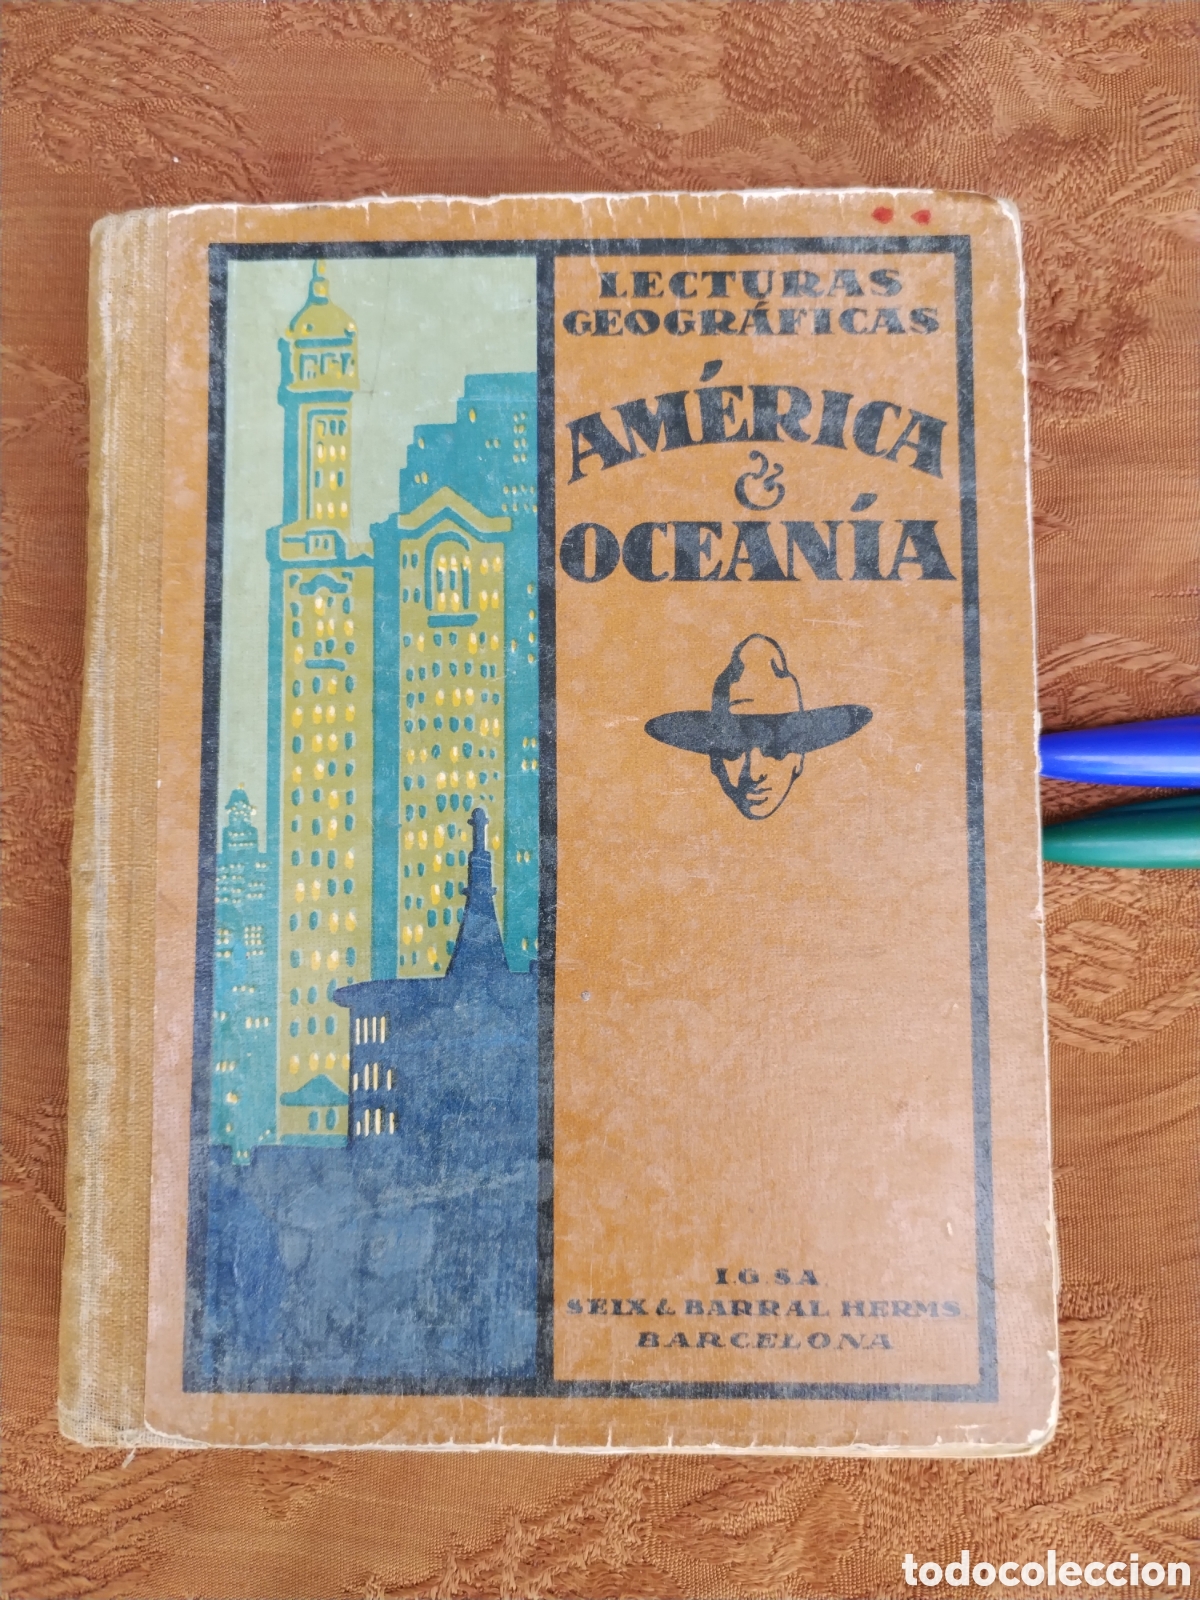 LECTURAS
GEOGRÁFICAS
AMÉRICA
&
OCEANÍA
I.G.S.A.
SEIX & BARRAL HERMS.
BARCELONA
todocoleccion